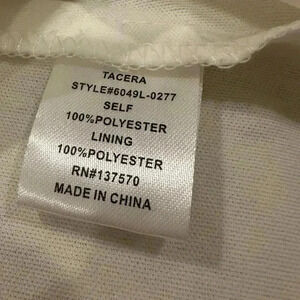 TACERA
STYLE#6049L-0277
SELF
100%POLYESTER
LINING
100%POLYESTER
RN#137570
MADE IN CHINA